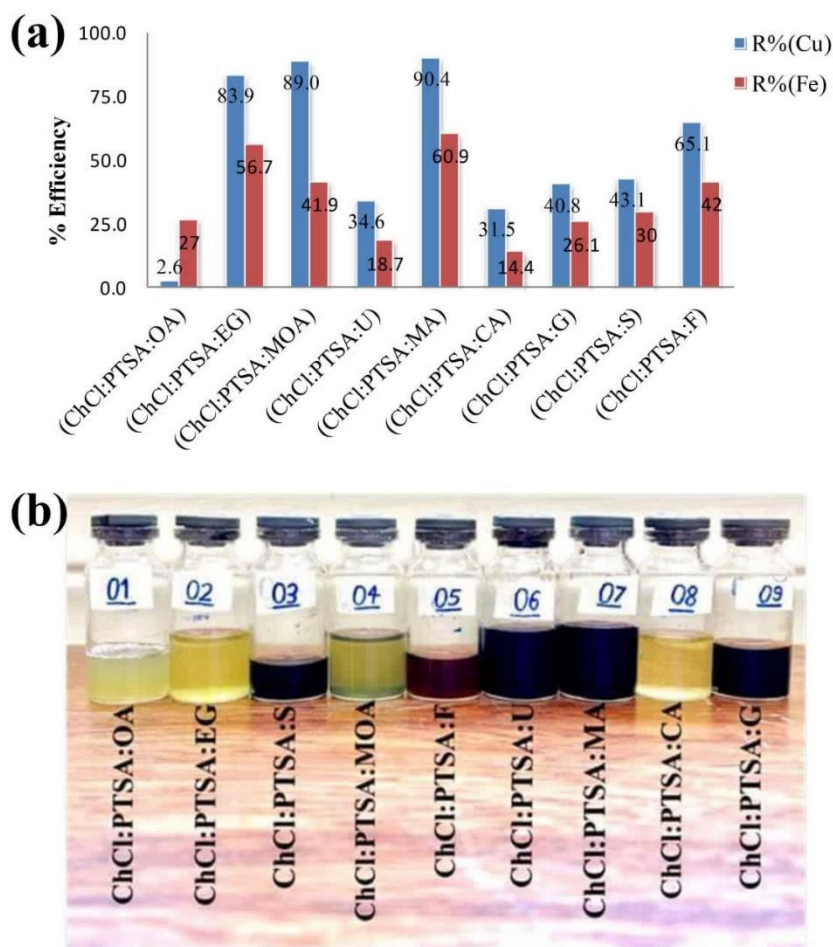 (a)
100.0
75.0
50.0
25.0
0.0
% Efficiency
R%(Cu)
R%(Fe)
2.6
27
83.9
56.7
89.0
41.9
34.6
18.7
90.4
60.9
31.5
14.4
40.8
26.1
43.1
30
65.1
42
(ChCl:PTSA:OA)
(ChCl:PTSA:EG)
(ChCl:PTSA:MOA)
(ChCl:PTSA:U)
(ChCl:PTSA:MA)
(ChCl:PTSA:CA)
(ChCl:PTSA:G)
(ChCl:PTSA:S)
(ChCl:PTSA:F)
(b)
01
02
03
04
05
06
07
08
09
ChCl:PTSA:OA
ChCl:PTSA:EG
ChCl:PTSA:S
ChCl:PTSA:MOA
ChCl:PTSA:F
ChCl:PTSA:U
ChCl:PTSA:MA
ChCl:PTSA:CA
ChCl:PTSA:G